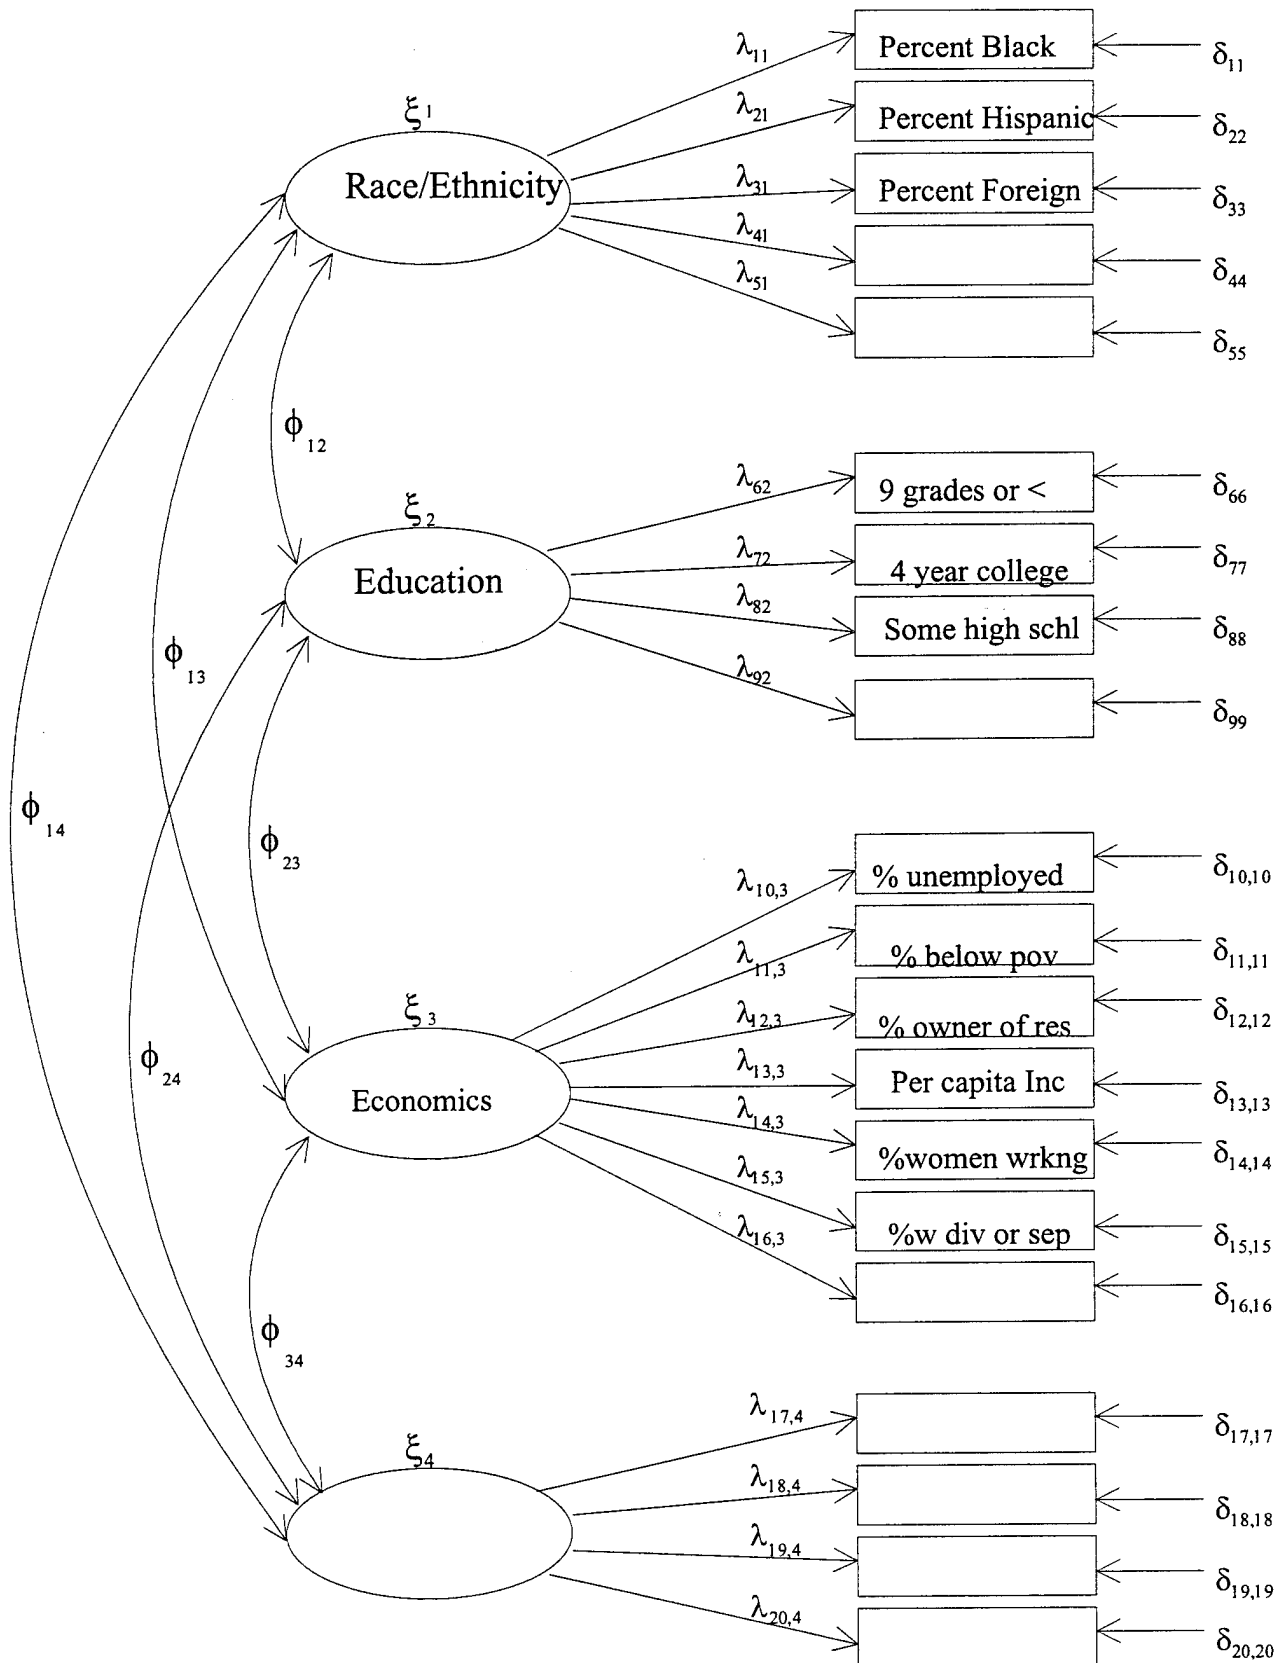 λ11
Percent Black
δ11
ξ1
λ21
Percent Hispanic
δ22
Race/Ethnicity
λ31
Percent Foreign
δ33
λ41
δ44
λ51
δ55
ϕ12
λ62
9 grades or <
δ66
ξ2
λ72
4 year college
δ77
Education
λ82
Some high schl
δ88
ϕ13
λ92
δ99
ϕ14
ϕ23
λ10,3
% unemployed
δ10,10
λ11,3
% below pov
δ11,11
ξ3
λ12,3
% owner of res
δ12,12
ϕ24
Economics
λ13,3
Per capita Inc
δ13,13
λ14,3
%women wrkng
δ14,14
λ15,3
%w div or sep
δ15,15
λ16,3
δ16,16
ϕ34
λ17,4
δ17,17
ξ4
λ18,4
δ18,18
λ19,4
δ19,19
λ20,4
δ20,20